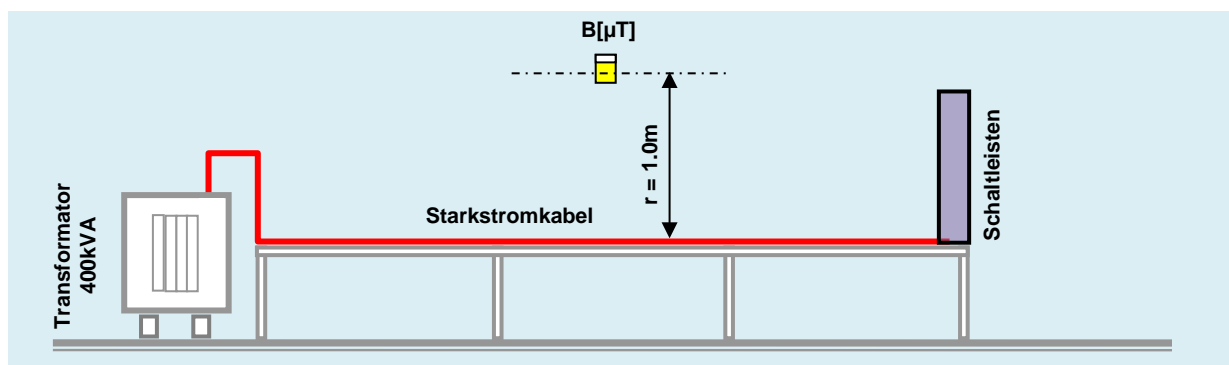 B[µT]
r = 1.0m
Starkstromkabel
Transformator
400kVA
Schaltleisten